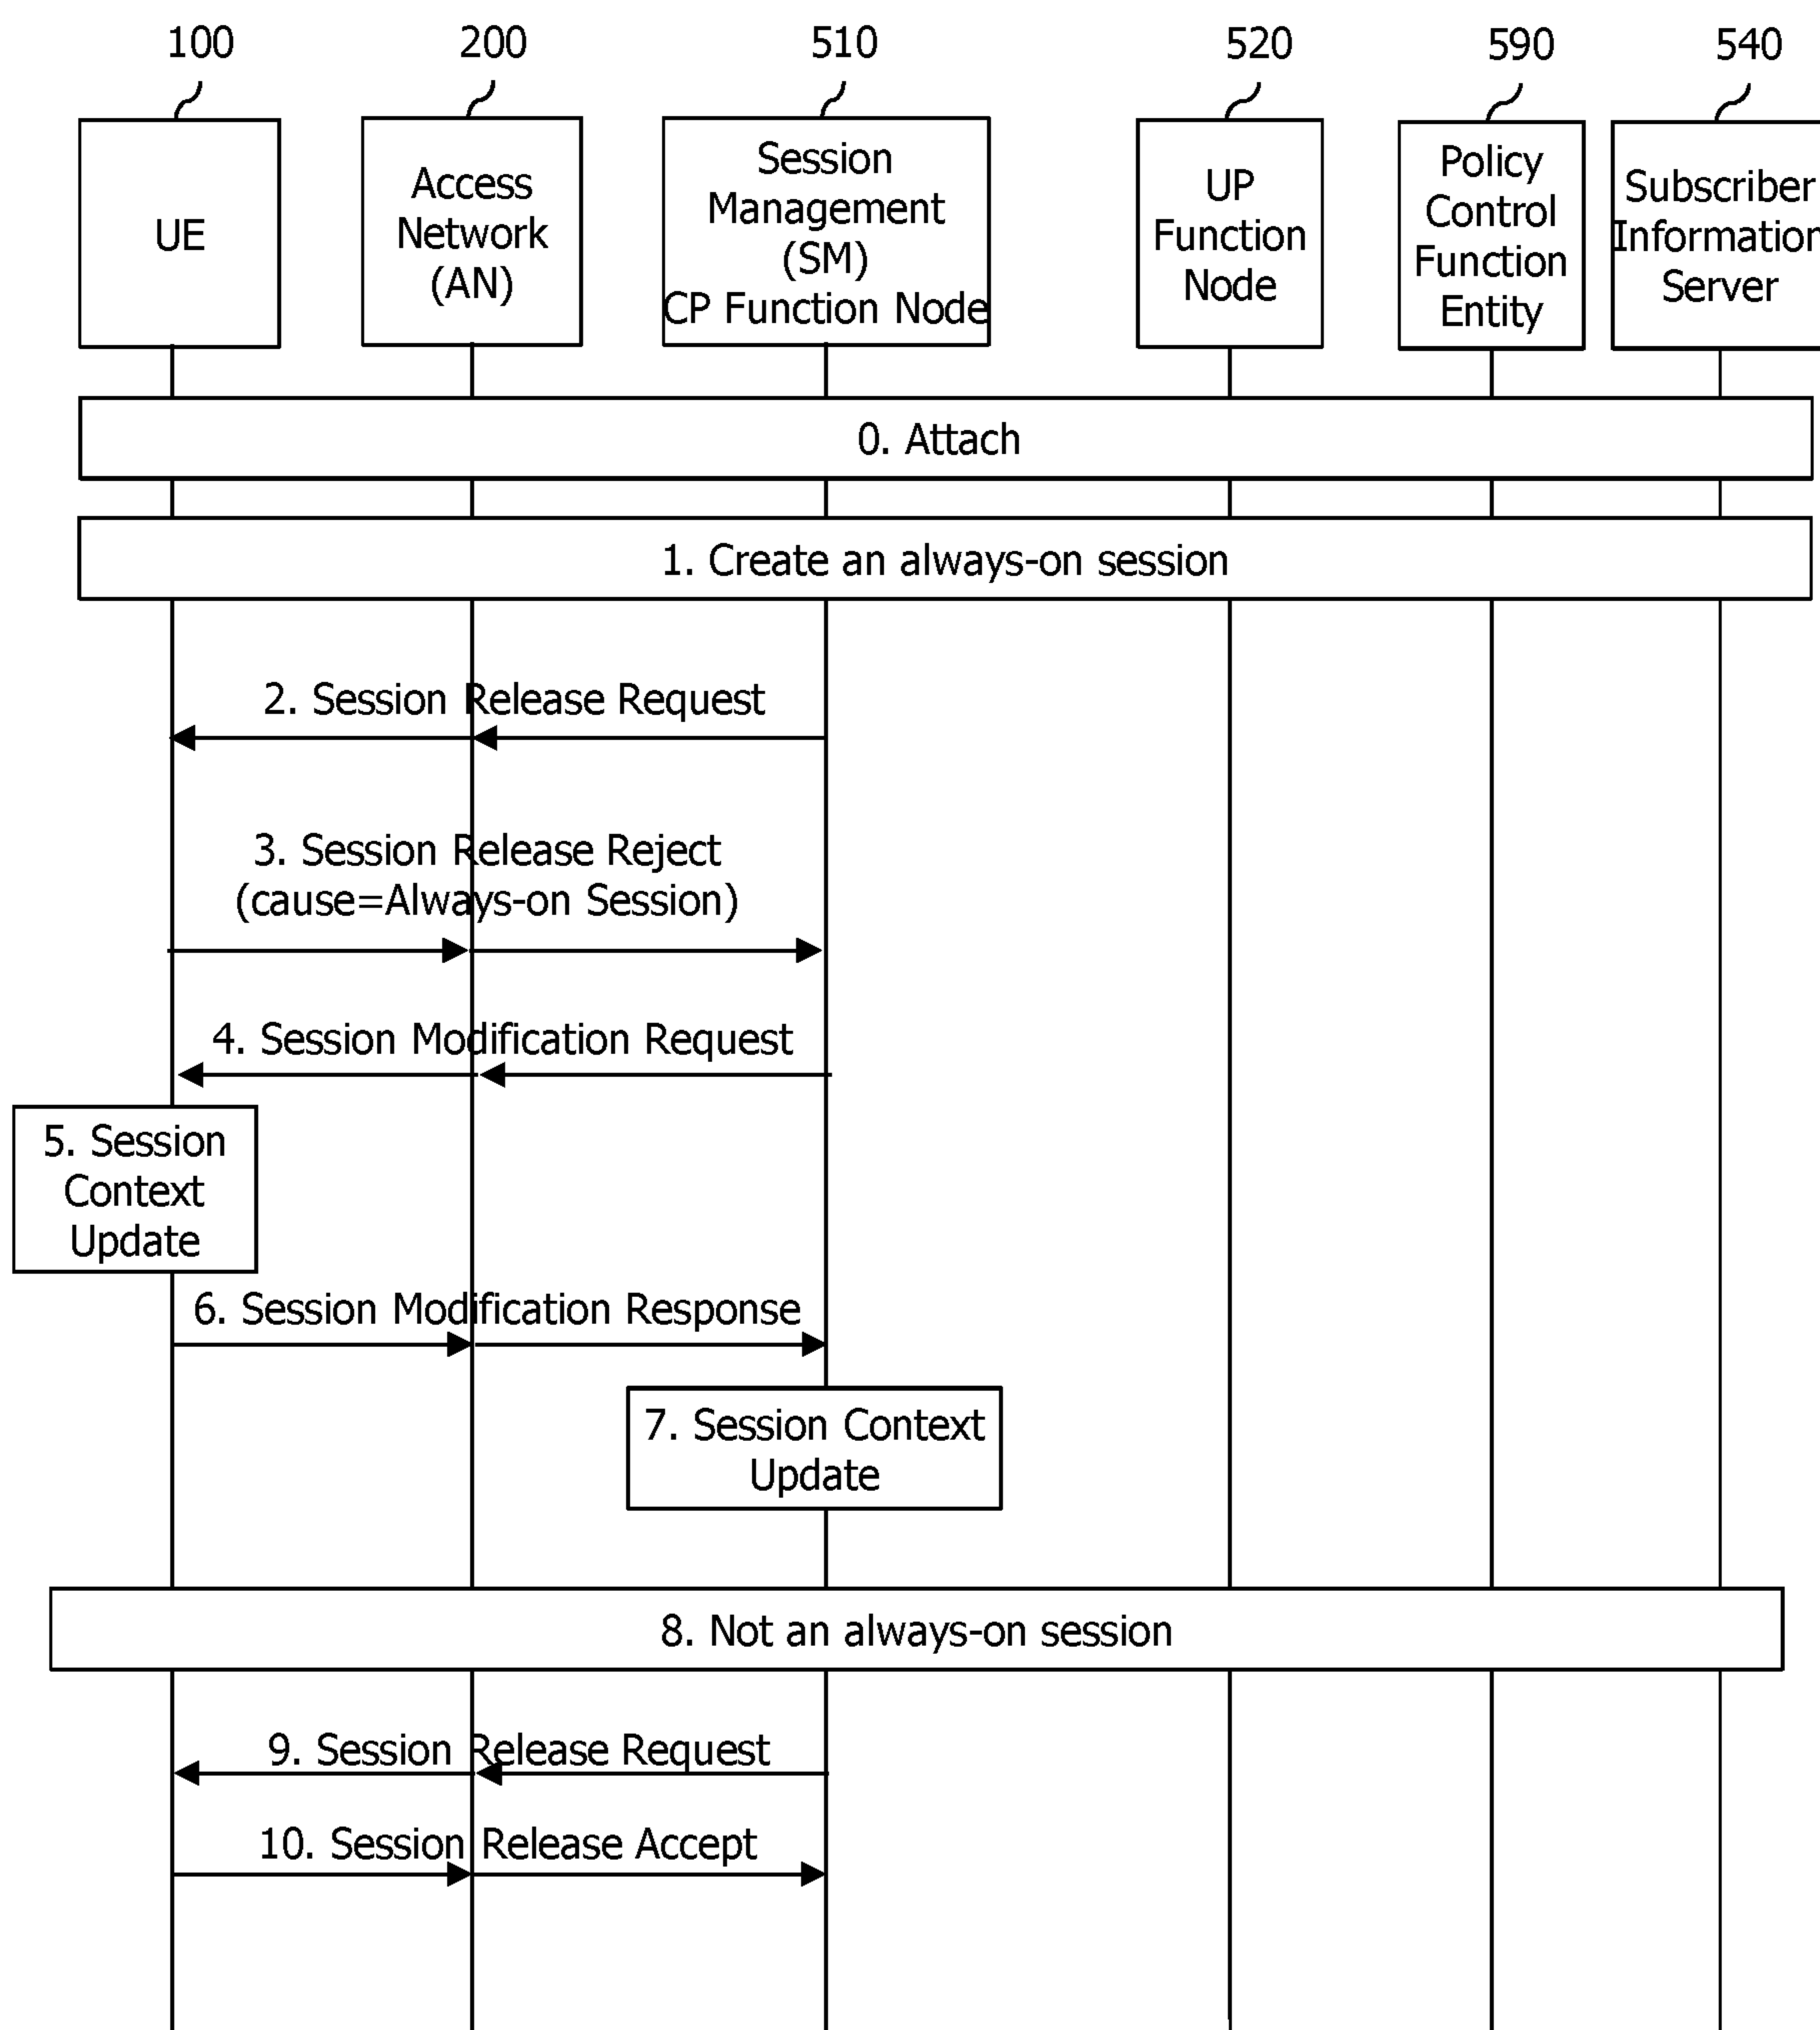 100
200
510
520
590
540
UE
Access
Network
(AN)
Session
Management
(SM)
CP Function Node
UP
Function
Node
Policy
Control
Function
Entity
Subscriber
Information
Server
0. Attach
1. Create an always-on session
2. Session Release Request
3. Session Release Reject
(cause=Always-on Session)
4. Session Modification Request
5. Session
Context
Update
6. Session Modification Response
7. Session Context
Update
8. Not an always-on session
9. Session Release Request
10. Session Release Accept